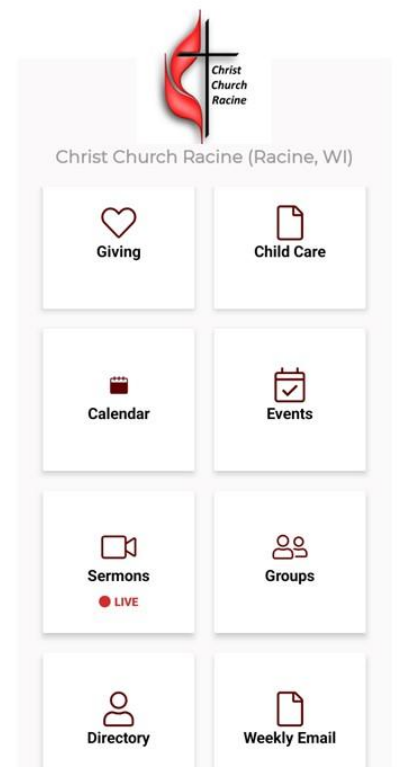 Christ
Church
Racine
Christ Church Racine (Racine, WI)
Giving
Child Care
Calendar
Events
Sermons
LIVE
Groups
Directory
Weekly Email